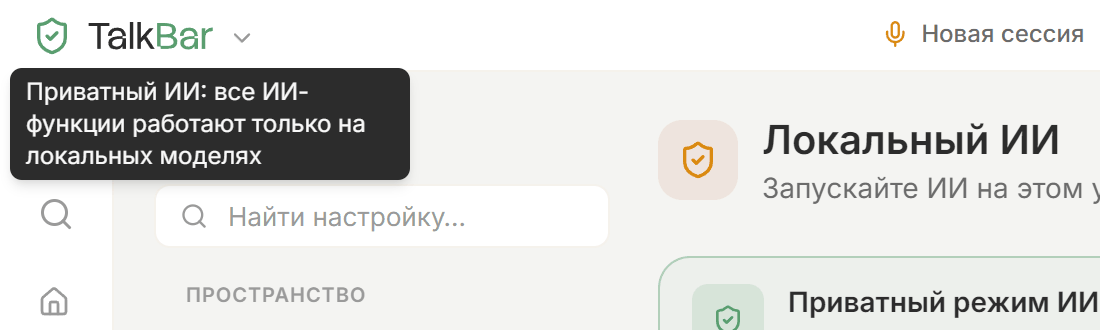 TalkBar
Новая сессия
Приватный ИИ: все ИИ-
функции работают только на
локальных моделях
Локальный ИИ
Запускайте ИИ на этом
Найти настройку...
ПРОСТРАНСТВО
Приватный режим ИИ